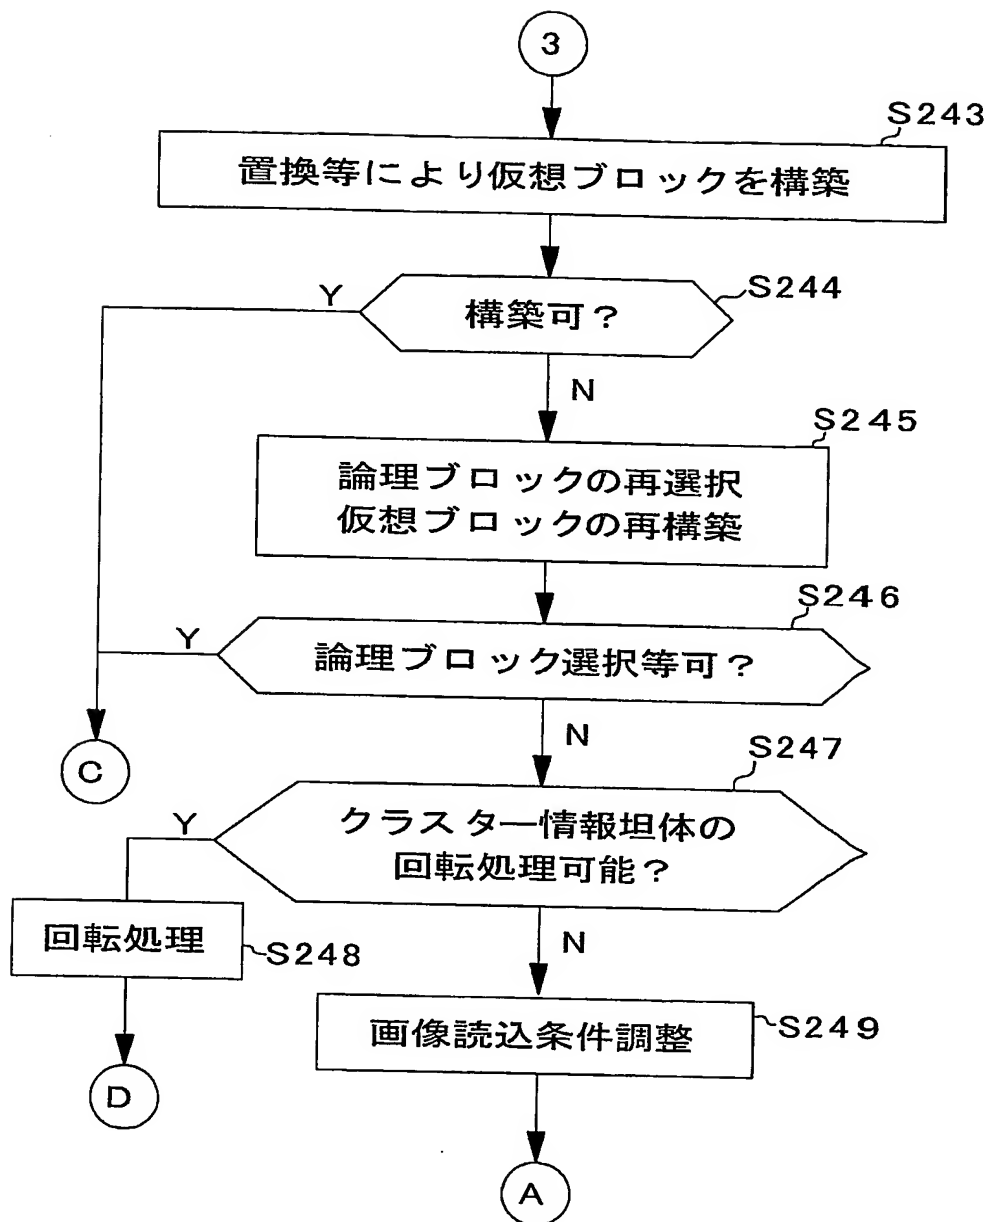 3
S243
置換等により仮想ブロックを構築
Y
構築可？
S244
N
S245
論理ブロックの再選択
仮想ブロックの再構築
S246
Y
論理ブロック選択等可？
N
C
S247
Y
クラスター情報坦体の
回転処理可能？
回転処理
S248
N
画像読込条件調整
S249
D
A